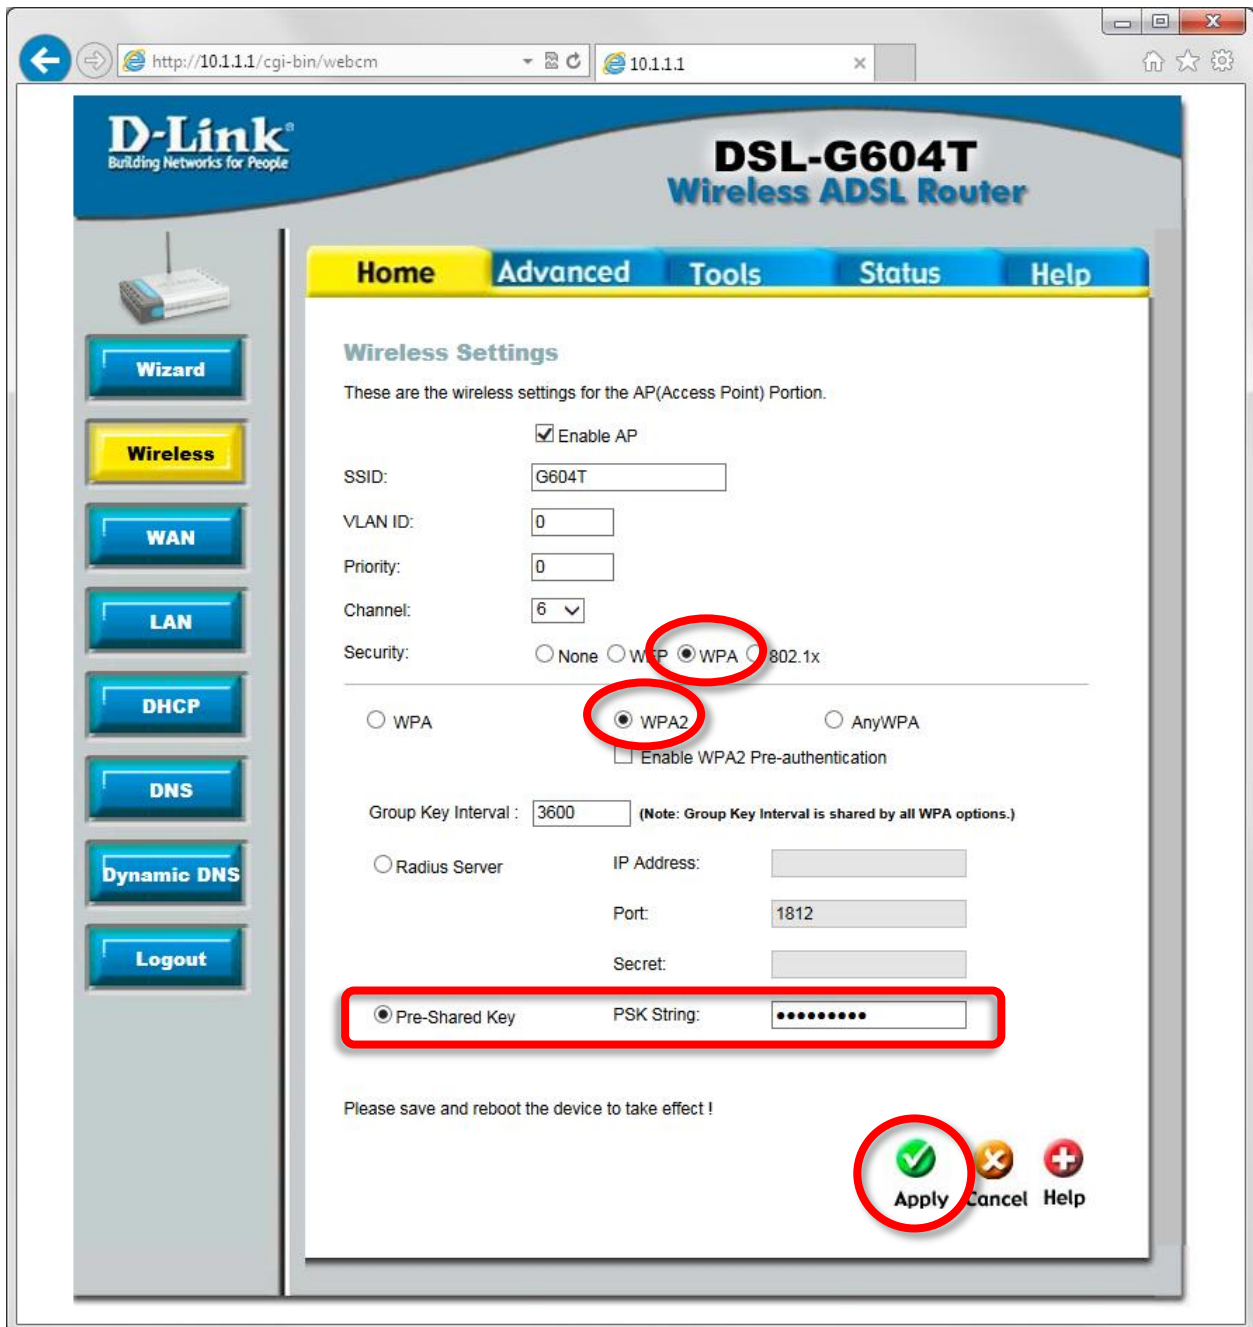 http://10.1.1.1/cgi-bin/webcm
10.1.1.1
D-Link®
Building Networks for People
DSL-G604T
Wireless ADSL Router
Home Advanced Tools Status Help
Wizard
Wireless
WAN
LAN
DHCP
DNS
Dynamic DNS
Logout
Wireless Settings
These are the wireless settings for the AP(Access Point) Portion.
Enable AP
SSID: G604T
VLAN ID: 0
Priority: 0
Channel: 6
Security: None WEP WPA 802.1x
WPA WPA2 AnyWPA
Enable WPA2 Pre-authentication
Group Key Interval : 3600 (Note: Group Key Interval is shared by all WPA options.)
Radius Server IP Address:
Port: 1812
Secret:
Pre-Shared Key PSK String: •••••••••
Please save and reboot the device to take effect !
Apply Cancel Help